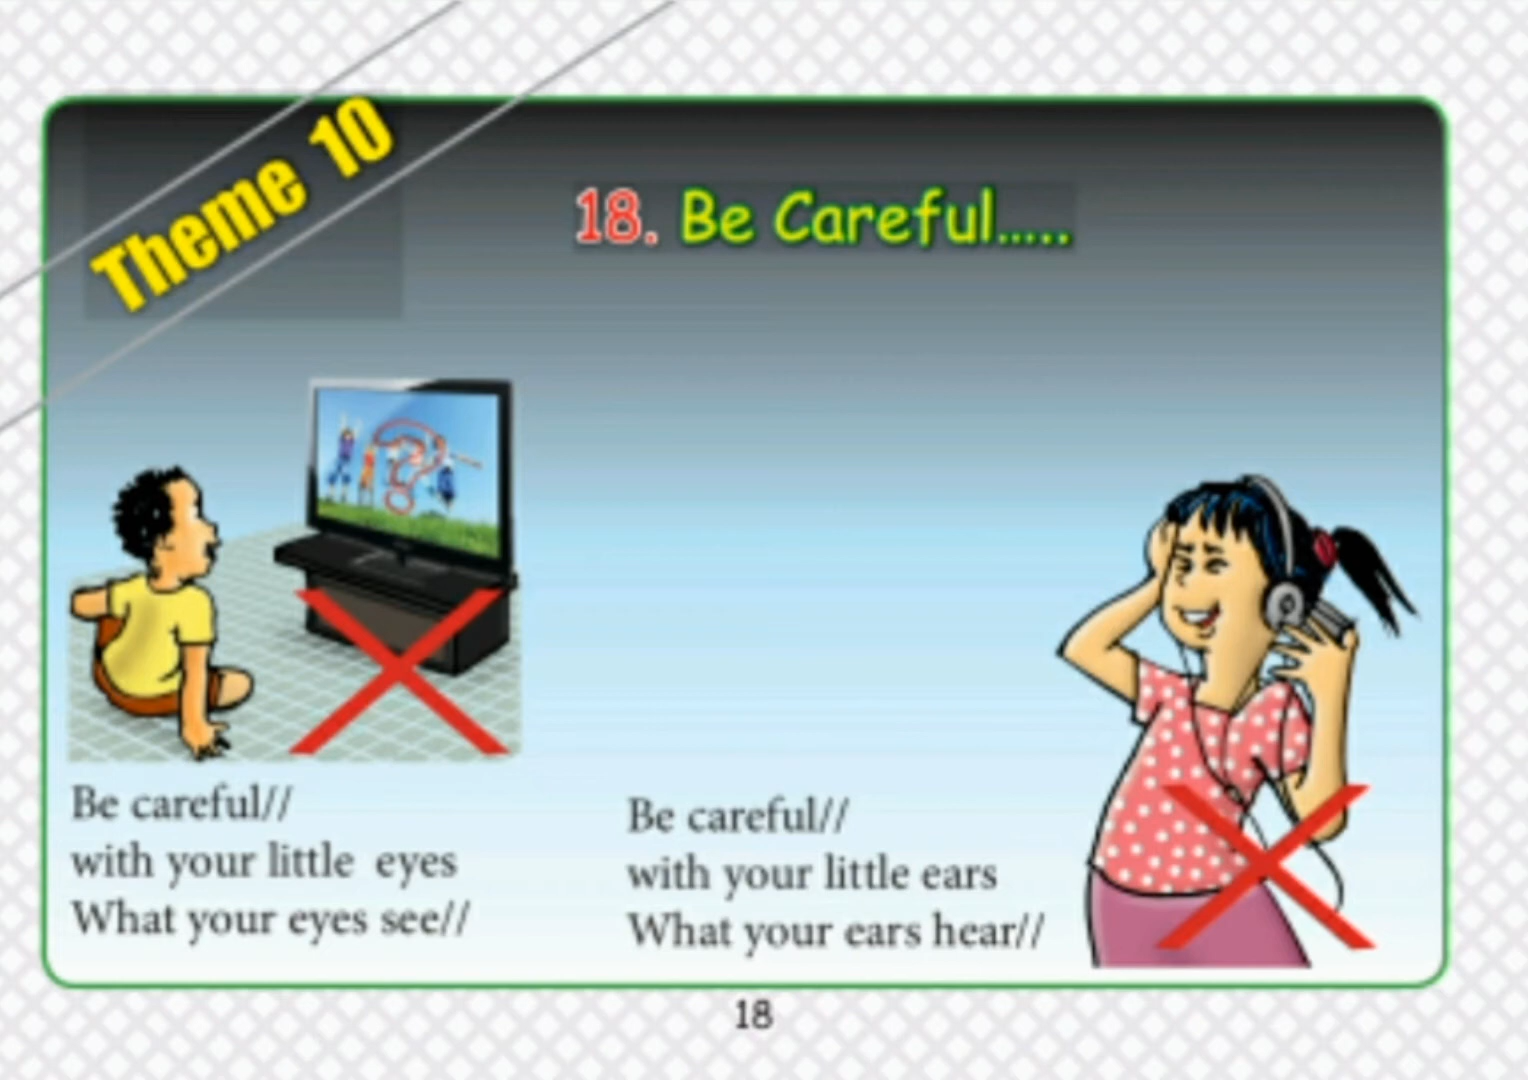 Theme 10
18. Be Careful.....
Be careful//
with your little eyes
What your eyes see//
Be careful//
with your little ears
What your ears hear//
18